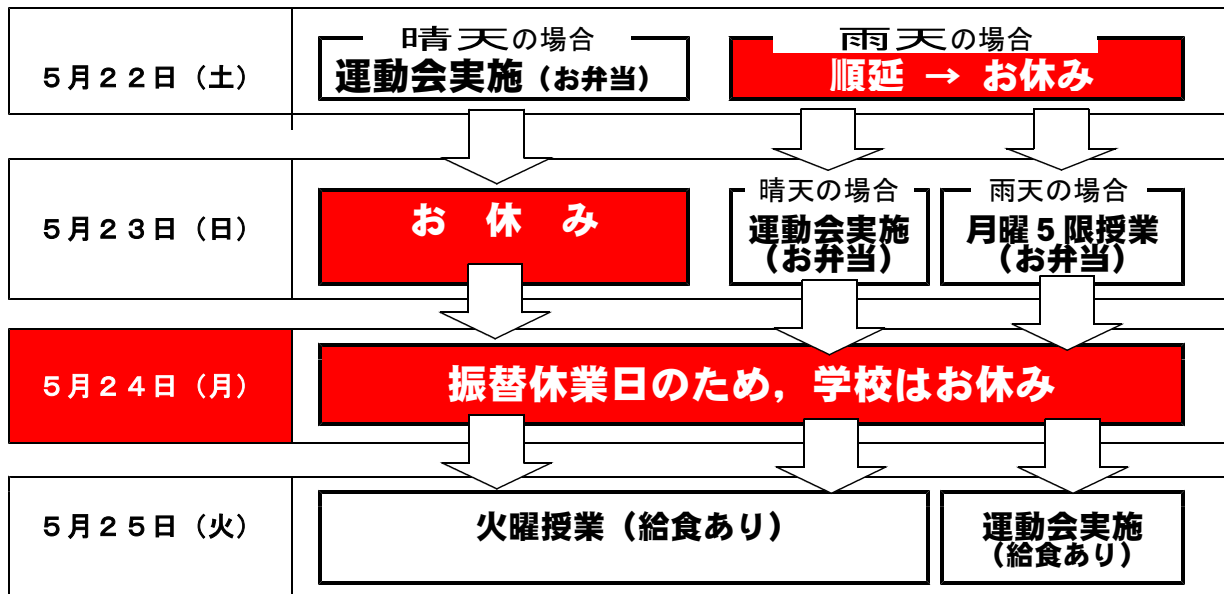 晴天の場合
雨天の場合
5月22日（土）
運動会実施（お弁当）
順延 → お休み
晴天の場合
雨天の場合
5月23日（日）
お 休 み
運動会実施
（お弁当）
月曜5限授業
（お弁当）
5月24日（月）
振替休業日のため，学校はお休み
5月25日（火）
火曜授業（給食あり）
運動会実施
（給食あり）